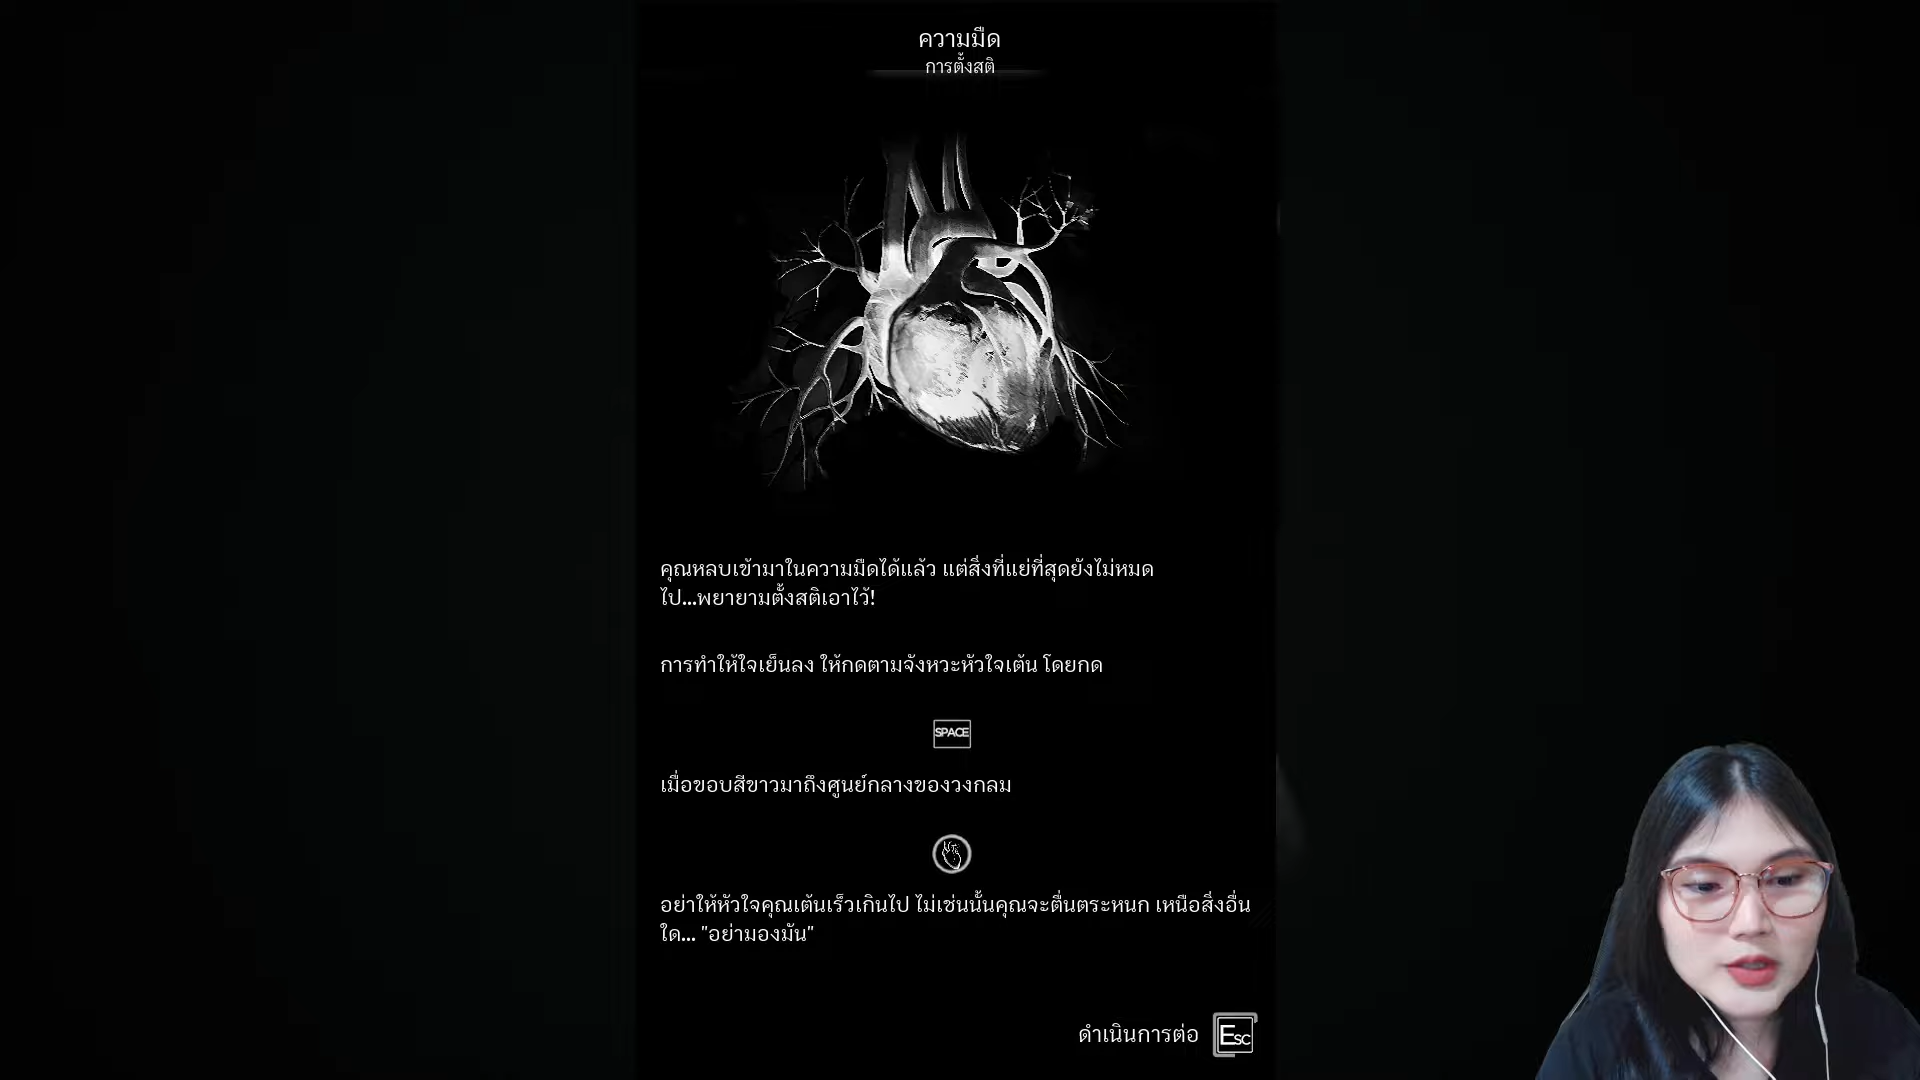 ความมืด
การตั้งสติ
คุณหลบเข้ามาในความมืดได้แล้ว แต่สิ่งที่แย่ที่สุดยังไม่หมด
ไป...พยายามตั้งสติเอาไว้!
การทำให้ใจเย็นลง ให้กดตามจังหวะหัวใจเต้น โดยกด
SPACE
เมื่อขอบสีขาวมาถึงศูนย์กลางของวงกลม
อย่าให้หัวใจคุณเต้นเร็วเกินไป ไม่เช่นนั้นคุณจะตื่นตระหนก เหนือสิ่งอื่น
ใด... "อย่ามองมัน"
ดำเนินการต่อ Esc